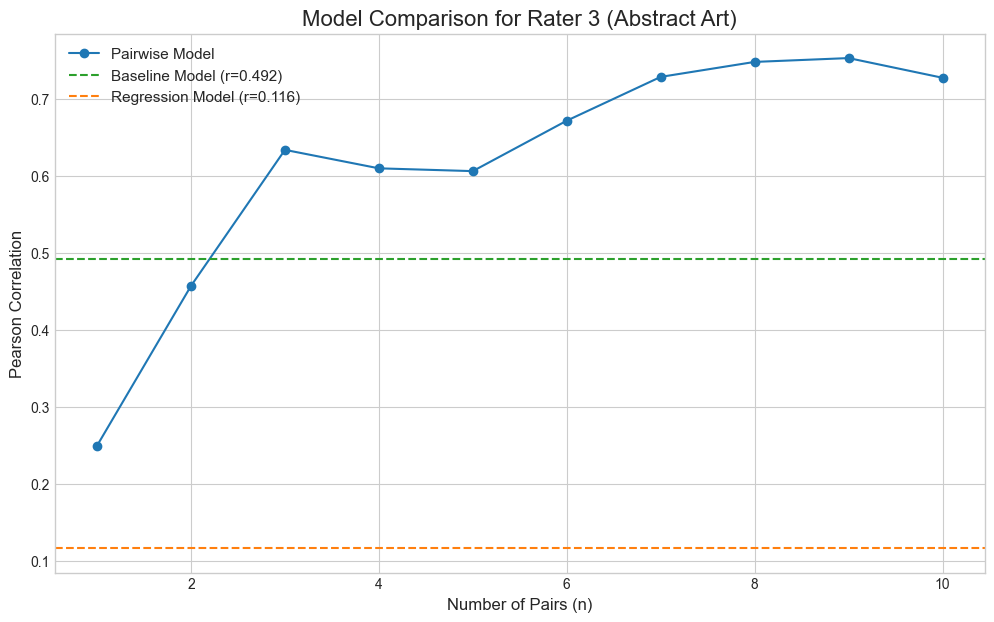 Model Comparison for Rater 3 (Abstract Art)
Pairwise Model
Baseline Model (r=0.492)
Regression Model (r=0.116)
Pearson Correlation
0.7
0.6
0.5
0.4
0.3
0.2
0.1
2 4 6 8 10
Number of Pairs (n)